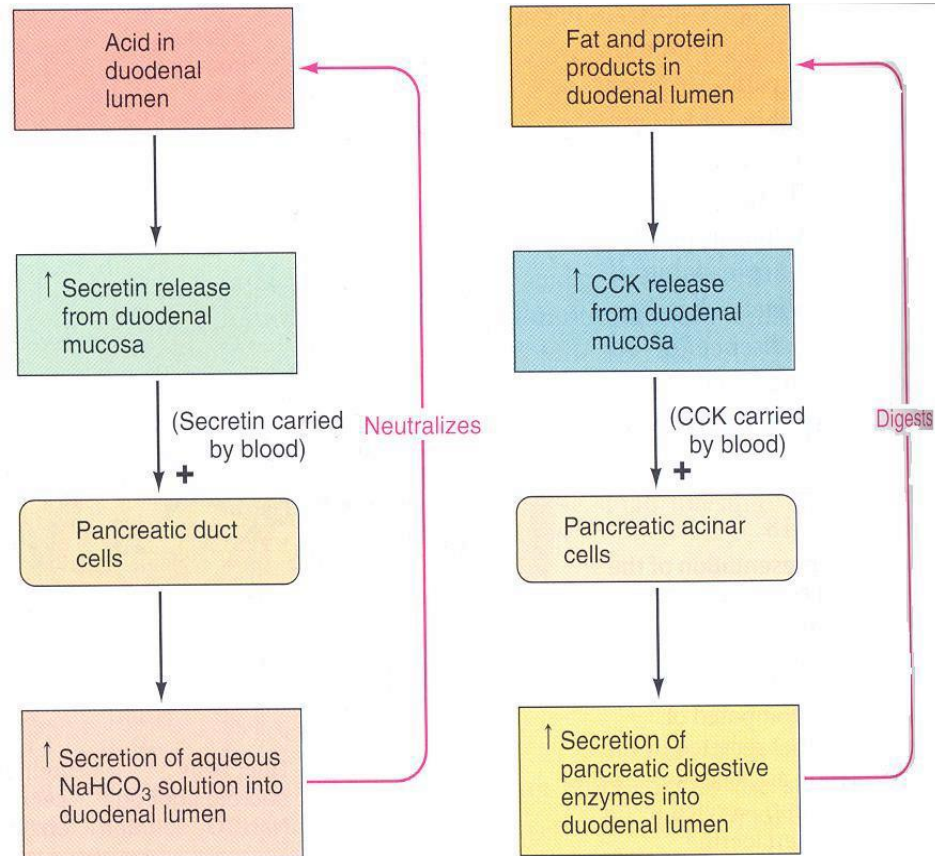 Acid in
duodenal
lumen
↑ Secretin release
from duodenal
mucosa
(Secretin carried
by blood)
+
Neutralizes
Pancreatic duct
cells
↑ Secretion of aqueous
NaHCO₃ solution into
duodenal lumen
Fat and protein
products in
duodenal lumen
↑ CCK release
from duodenal
mucosa
(CCK carried
by blood)
+
Digests
Pancreatic acinar
cells
↑ Secretion of
pancreatic digestive
enzymes into
duodenal lumen